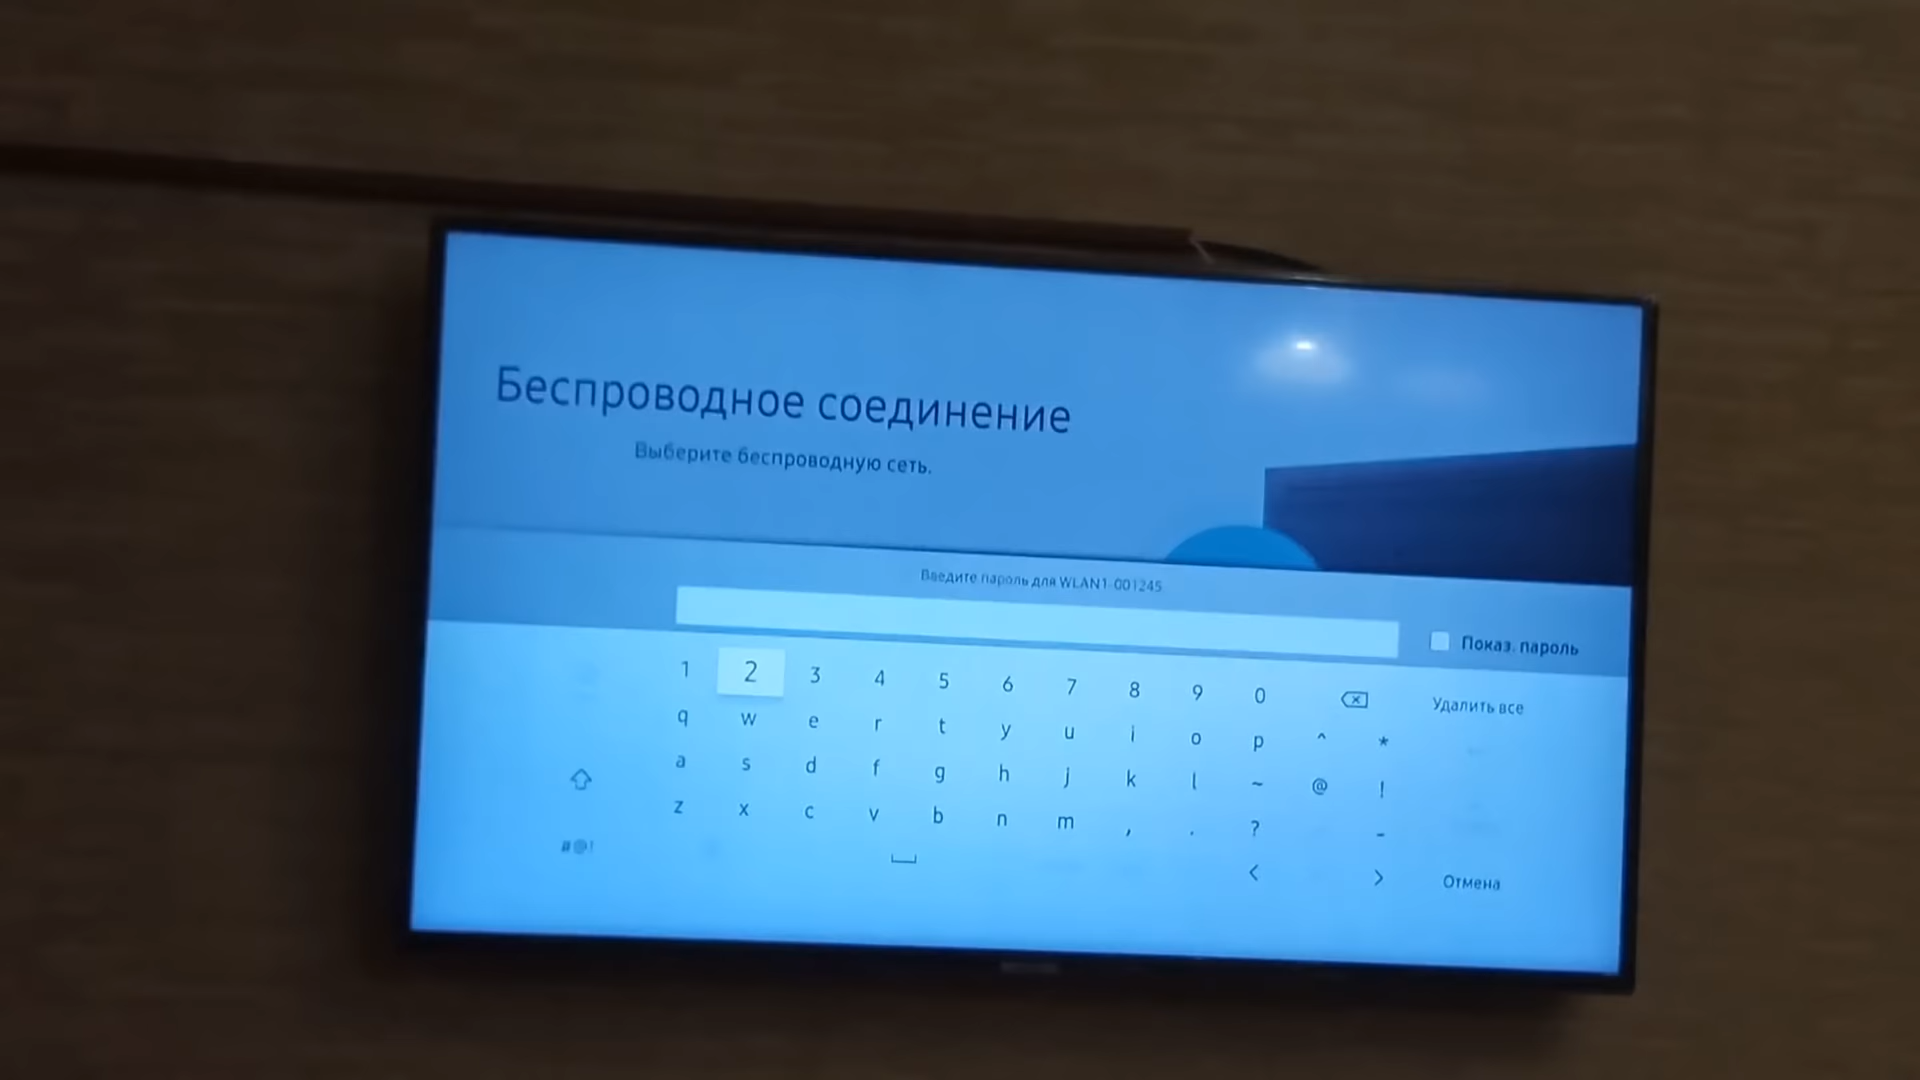 Беспроводное соединение
Выберите беспроводную сеть.
Введите пароль для WLAN1-001245
Показ. пароль
1 2 3 4 5 6 7 8 9 0 Удалить все
q w e r t y u i o p ^ *
a s d f g h j k l ~ @ !
z x c v b n m , . ? -
#@!
< > Отмена